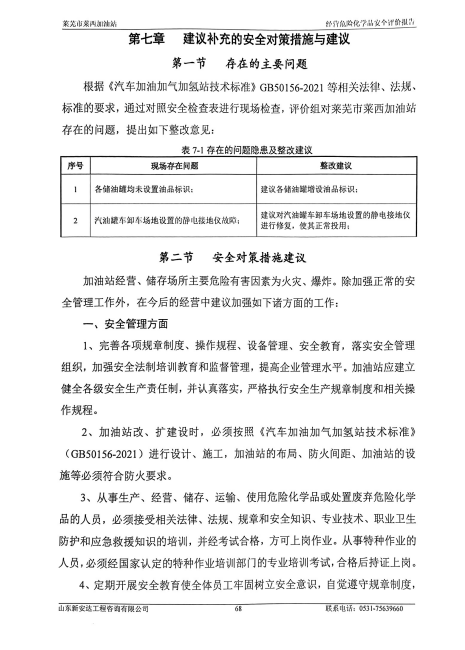 莱芜市莱西加油站 经营危险化学品安全评价报告
第七章 建议补充的安全对策措施与建议
第一节 存在的主要问题
根据《汽车加油加气加氢站技术标准》GB50156-2021 等相关法律、法规、
标准的要求，通过对照安全检查表进行现场检查，评价组对莱芜市莱西加油站
存在的问题，提出如下整改意见：
表 7-1 存在的问题隐患及整改建议
序号 现场存在问题 整改建议
1 各储油罐均未设置油品标识； 建议各储油罐增设油品标识；
2 汽油罐车卸车场地设置的静电接地仪故障； 建议对汽油罐车卸车场地设置的静电接地仪
进行修复，使其正常投用；
第二节 安全对策措施建议
加油站经营、储存场所主要危险有害因素为火灾、爆炸。除加强正常的安
全管理工作外，在今后的经营中建议加强如下诸方面的工作：
一、安全管理方面
1、完善各项规章制度、操作规程、设备管理、安全教育，落实安全管理
组织，加强安全法制培训教育和监督管理，提高企业管理水平。加油站应建立
健全各级安全生产责任制，并认真落实，严格执行安全生产规章制度和相关操
作规程。
2、加油站改、扩建设时，必须按照《汽车加油加气加氢站技术标准》
（GB50156-2021）进行设计、施工，加油站的布局、防火间距、加油站的设
施等必须符合防火要求。
3、从事生产、经营、储存、运输、使用危险化学品或处置废弃危险化学
品的人员，必须接受相关法律、法规、规章和安全知识、专业技术、职业卫生
防护和应急救援知识的培训，并经考试合格，方可上岗作业。从事特种作业的
人员，必须经国家认定的特种作业培训部门的专业培训考试，合格后持证上岗。
4、定期开展安全教育使全体员工牢固树立安全意识，自觉遵守规章制度，
山东新安达工程咨询有限公司 68 联系电话：0531-75639660